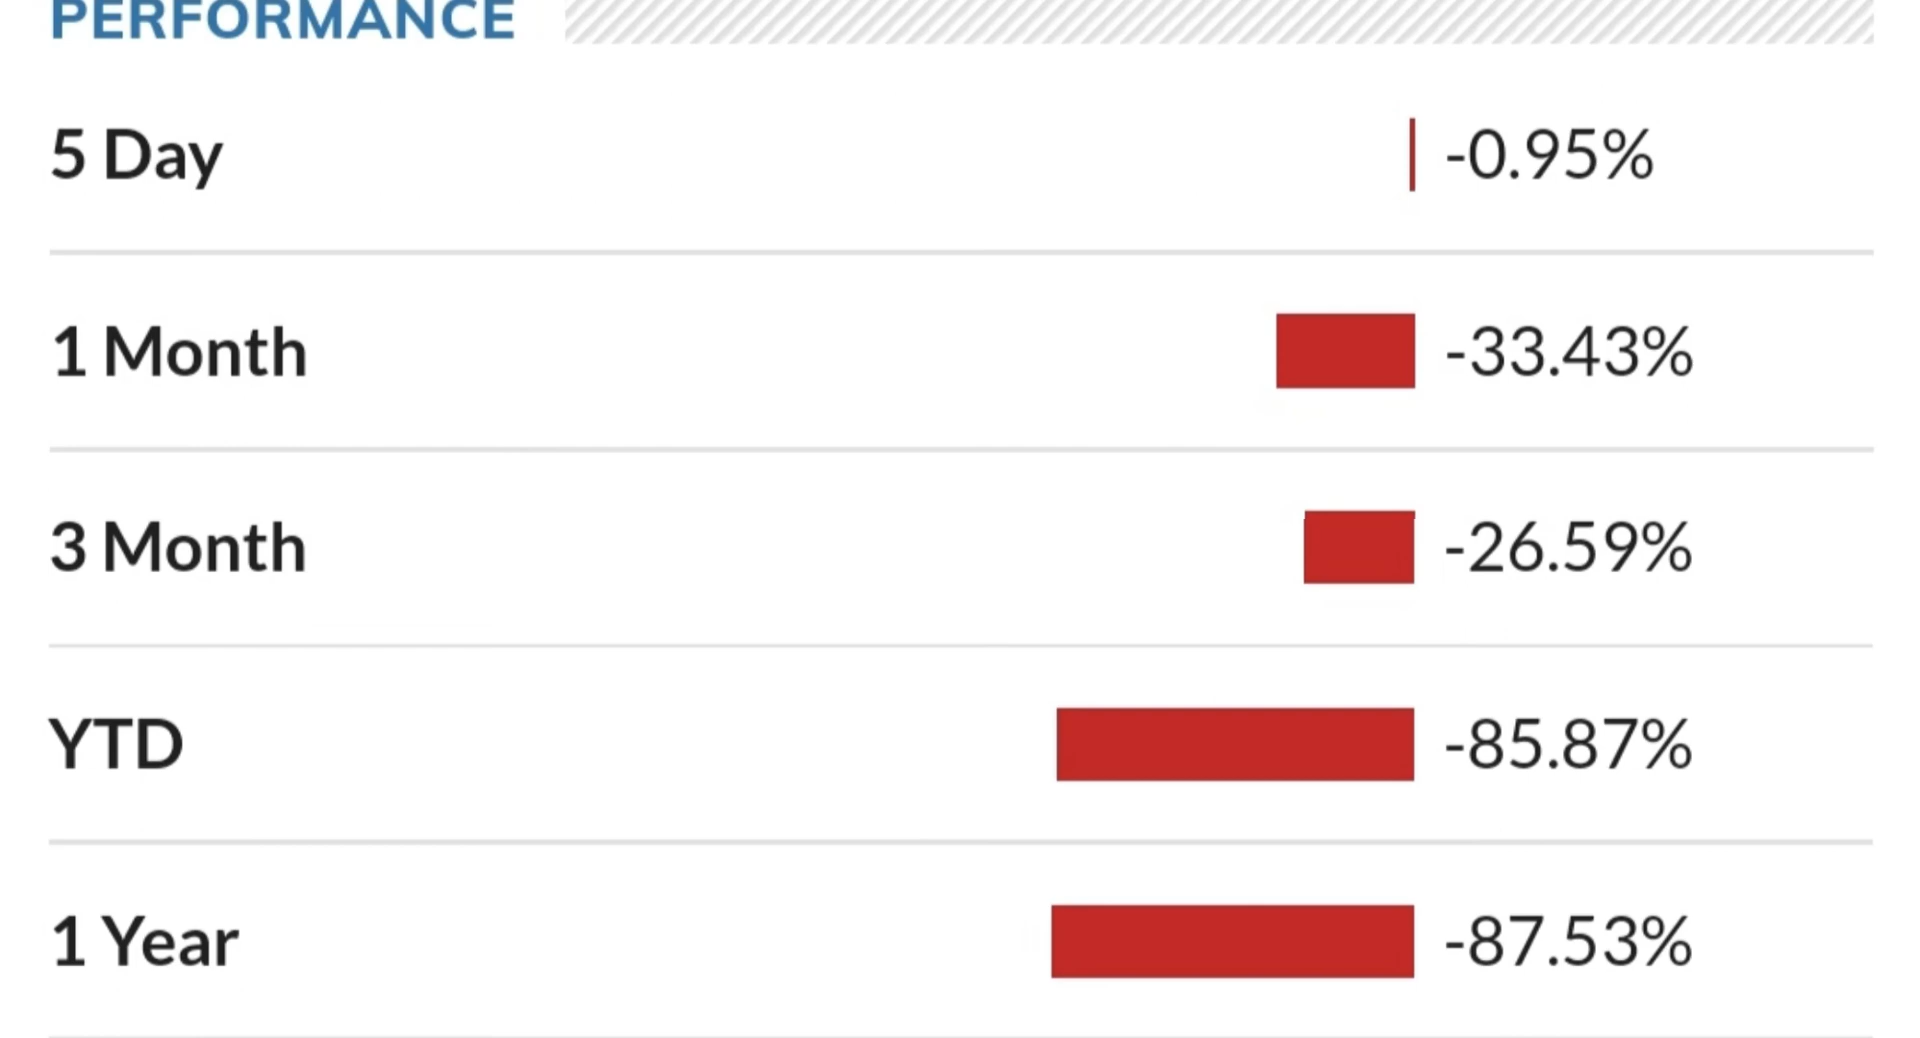 PERFORMANCE
5 Day -0.95%
1 Month -33.43%
3 Month -26.59%
YTD -85.87%
1 Year -87.53%